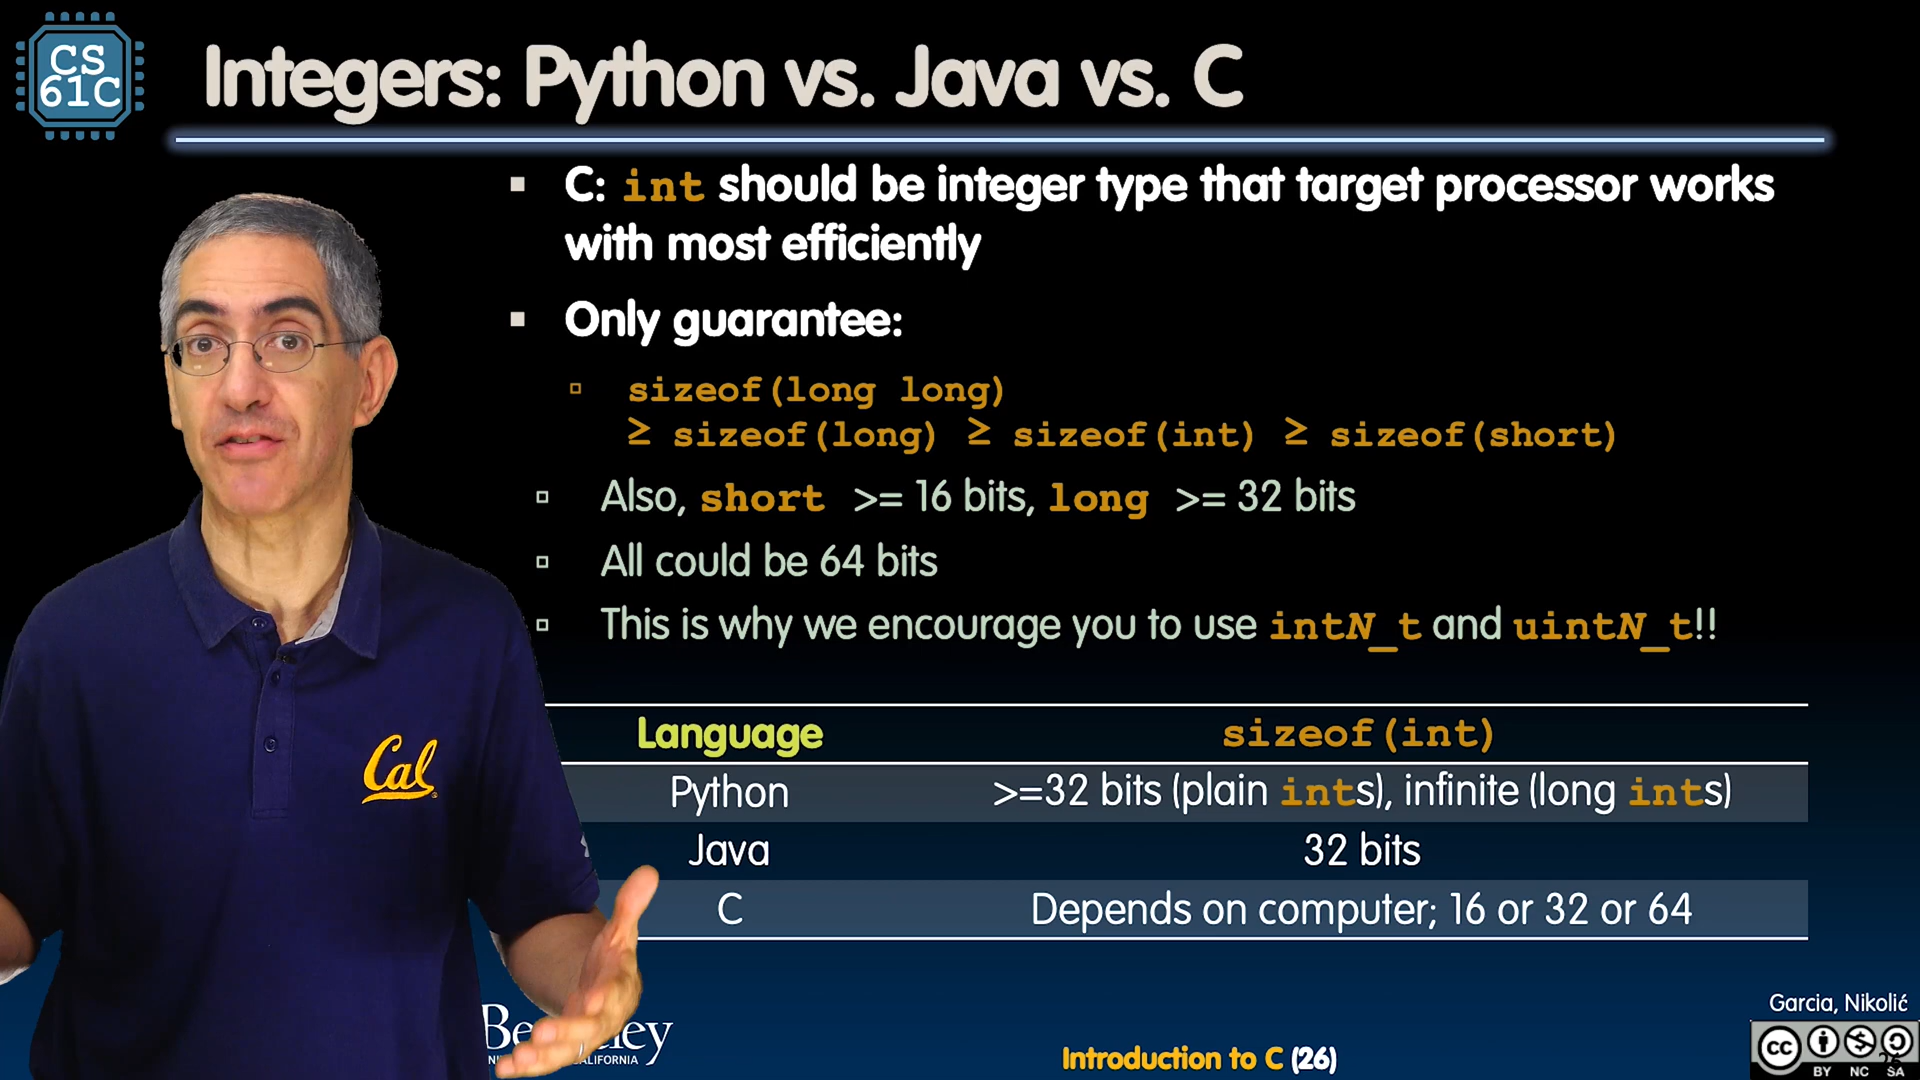 CS
61C
Integers: Python vs. Java vs. C
C: int should be integer type that target processor works
with most efficiently
Only guarantee:
sizeof(long long)
≥ sizeof(long) ≥ sizeof(int) ≥ sizeof(short)
Also, short >= 16 bits, long >= 32 bits
All could be 64 bits
This is why we encourage you to use intN_t and uintN_t!!
Language sizeof(int)
Python >=32 bits (plain ints), infinite (long ints)
Java 32 bits
C Depends on computer; 16 or 32 or 64
Cal
Garcia, Nikolić
Introduction to C (26)
cc
BY NC SA